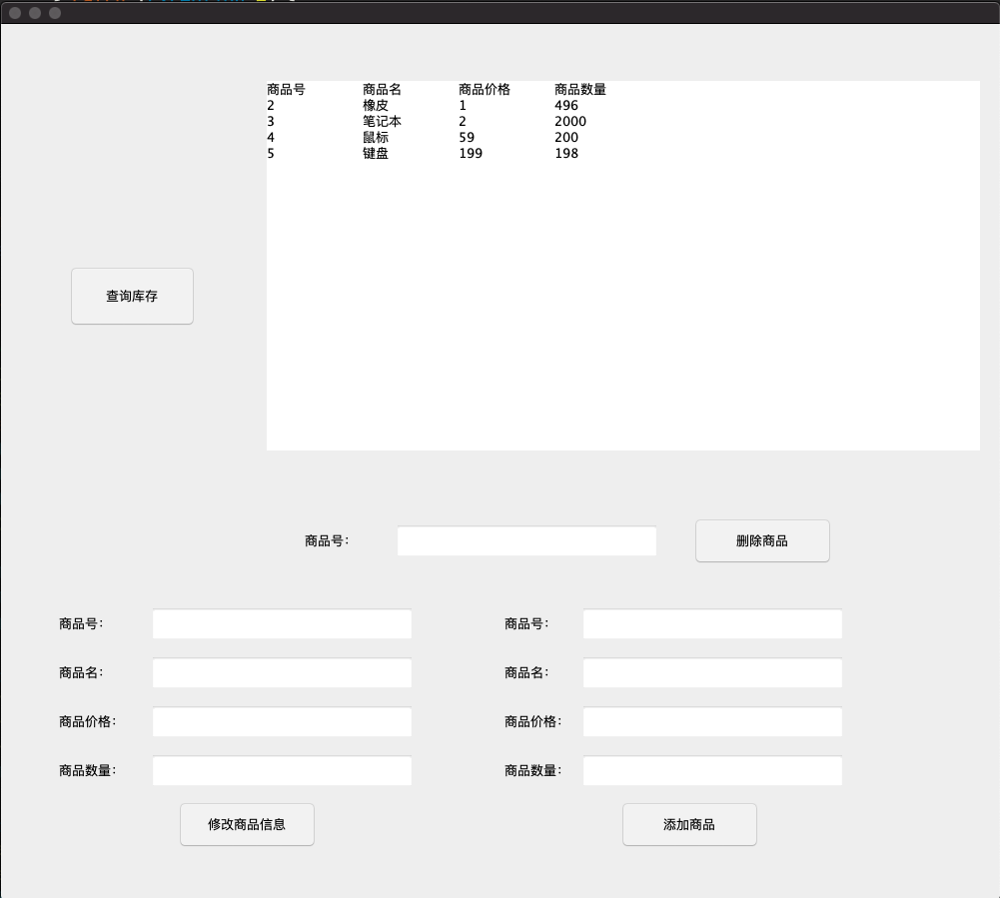 商品号 商品名 商品价格 商品数量
2 橡皮 1 496
3 笔记本 2 2000
4 鼠标 59 200
5 键盘 199 198
查询库存
商品号： 删除商品
商品号： 商品号：
商品名： 商品名：
商品价格： 商品价格：
商品数量： 商品数量：
修改商品信息 添加商品